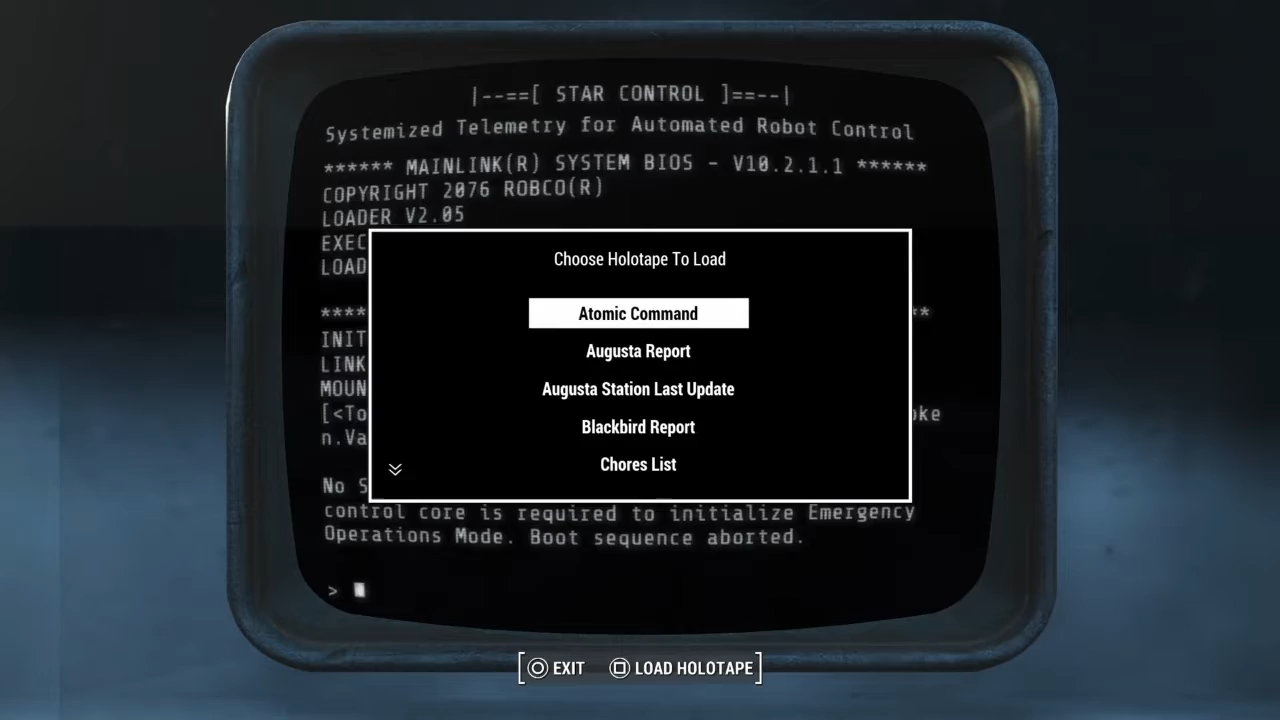 |--==[ STAR CONTROL ]==--|
Systemized Telemetry for Automated Robot Control
****** MAINLINK(R) SYSTEM BIOS - V10.2.1.1 ******
COPYRIGHT 2076 ROBCO(R)
LOADER V2.05
EXEC
LOAD
Choose Holotape To Load
Atomic Command
Augusta Report
Augusta Station Last Update
Blackbird Report
Chores List
**** **
INIT
LINK
MOUN
[<To oke
n.Va
No S
control core is required to initialize Emergency
Operations Mode. Boot sequence aborted.
>
EXIT LOAD HOLOTAPE